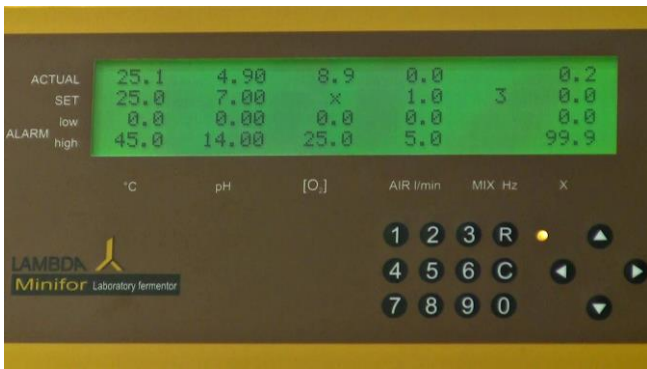 ACTUAL 25.1 4.90 8.9 0.0 0.2
SET 25.0 7.00 x 1.0 3 0.0
ALARM low 0.0 0.00 0.0 0.0 0.0
high 45.0 14.00 25.0 5.0 99.9
°C pH [O₂] AIR l/min MIX Hz X
1 2 3 R
4 5 6 C
7 8 9 0
LAMBDA
Minifor Laboratory fermentor